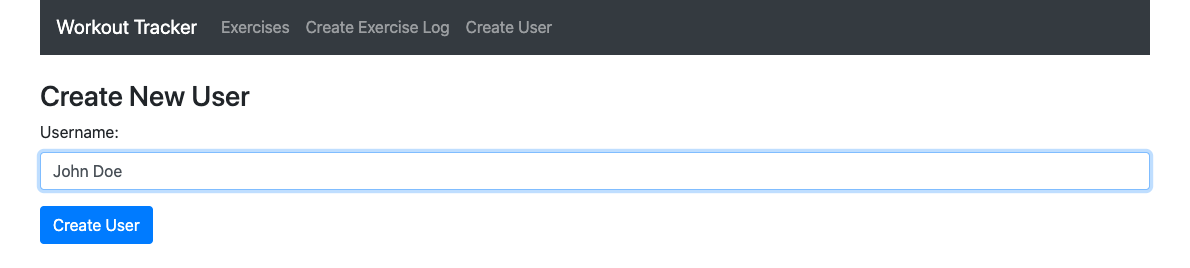 Workout Tracker Exercises Create Exercise Log Create User
Create New User
Username:
John Doe
Create User